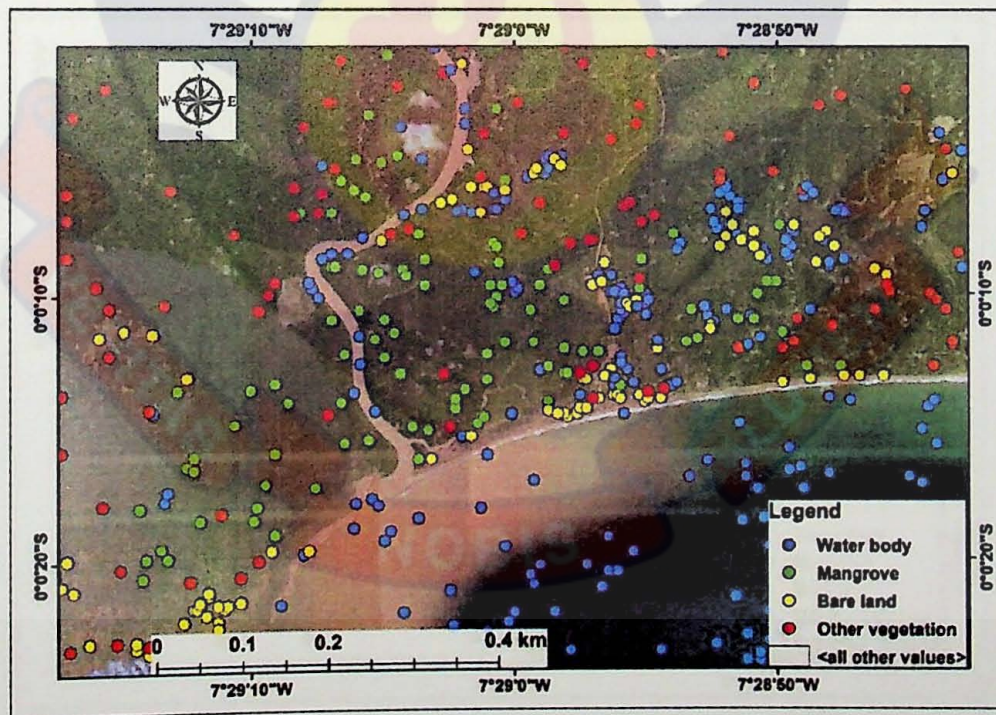 7°29'10"W 7°29'0"W 7°28'50"W
N
W E
S
0°0'10"S 0°0'10"S
0°0'20"S 0°0'20"S
Legend
Water body
Mangrove
Bare land
Other vegetation
<all other values>
0 0.1 0.2 0.4 km
7°29'10"W 7°29'0"W 7°28'50"W